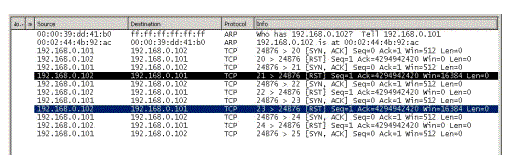 Source Destination Protocol Info
00:00:39:dd:41:b0 ff:ff:ff:ff:ff:ff ARP Who has 192.168.0.102? Tell 192.168.0.101
00:02:44:4b:92:ac 00:00:39:dd:41:b0 ARP 192.168.0.102 is at 00:02:44:4b:92:ac
192.168.0.101 192.168.0.102 TCP 24876 > 20 [SYN, ACK] Seq=0 Ack=1 Win=512 Len=0
192.168.0.102 192.168.0.101 TCP 20 > 24876 [RST] Seq=1 Ack=4294942420 Win=0 Len=0
192.168.0.101 192.168.0.102 TCP 24876 > 21 [SYN, ACK] Seq=0 Ack=1 Win=512 Len=0
192.168.0.102 192.168.0.101 TCP 21 > 24876 [RST] Seq=1 Ack=4294942420 Win=16384 Len=0
192.168.0.101 192.168.0.102 TCP 24876 > 22 [SYN, ACK] Seq=0 Ack=1 Win=512 Len=0
192.168.0.102 192.168.0.101 TCP 22 > 24876 [RST] Seq=1 Ack=4294942420 Win=0 Len=0
192.168.0.101 192.168.0.102 TCP 24876 > 23 [SYN, ACK] Seq=0 Ack=1 Win=512 Len=0
192.168.0.102 192.168.0.101 TCP 23 > 24876 [RST] Seq=1 Ack=4294942420 Win=16384 Len=0
192.168.0.101 192.168.0.102 TCP 24876 > 24 [SYN, ACK] Seq=0 Ack=1 Win=512 Len=0
192.168.0.102 192.168.0.101 TCP 24 > 24876 [RST] Seq=1 Ack=4294942420 Win=0 Len=0
192.168.0.101 192.168.0.102 TCP 24876 > 25 [SYN, ACK] Seq=0 Ack=1 Win=512 Len=0